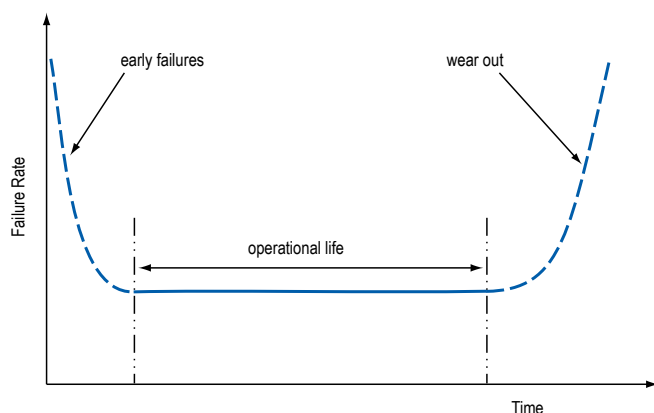 early failures
wear out
Failure Rate
operational life
Time